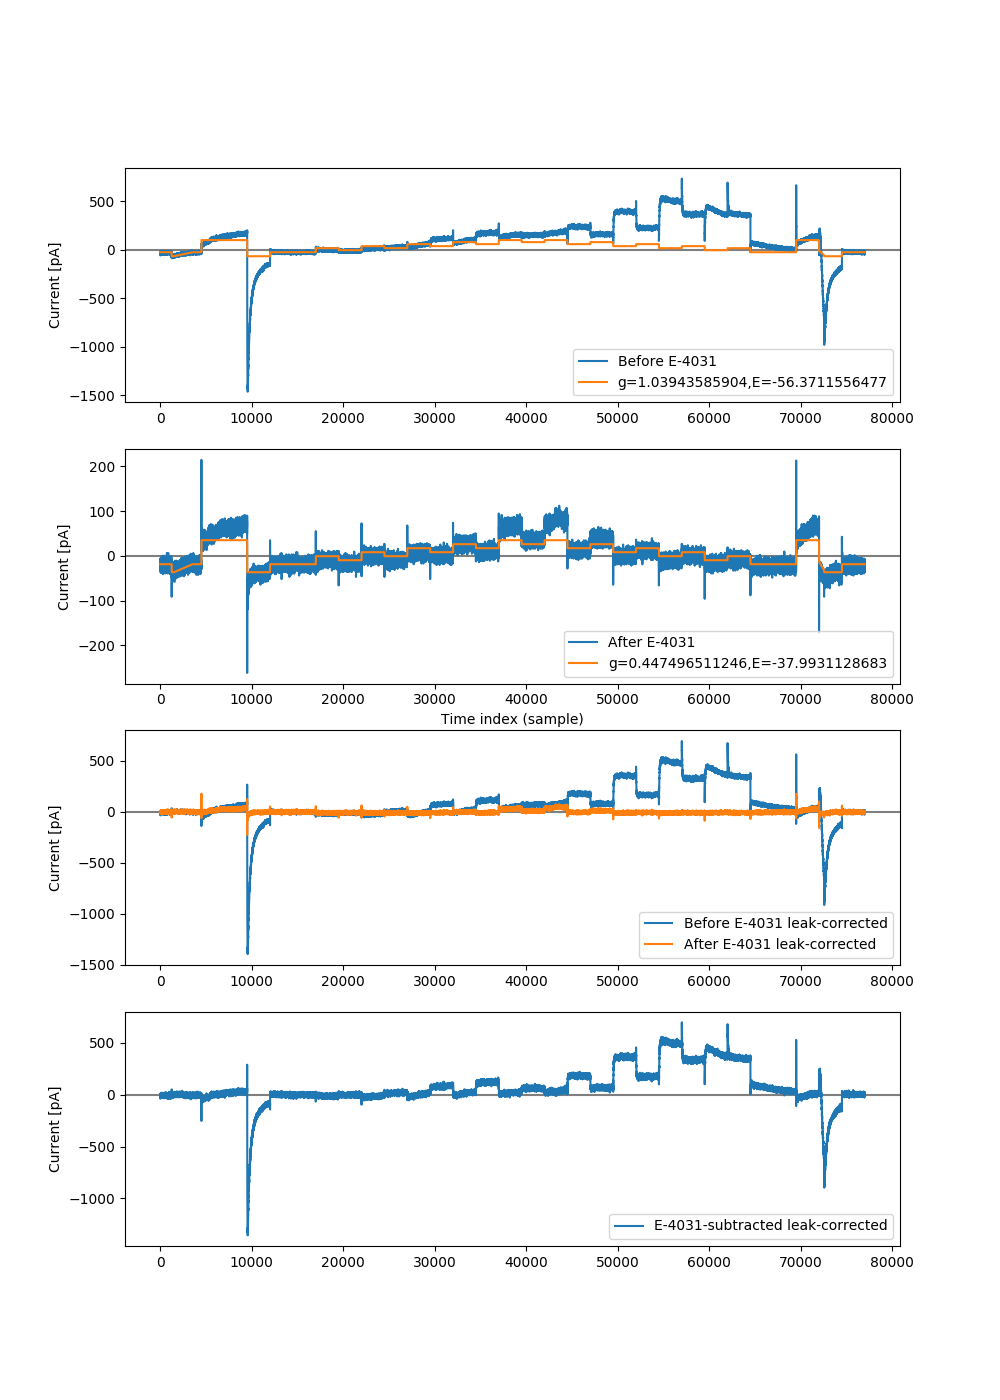 500
0
−500
−1000
−1500
Current [pA]
Before E-4031
g=1.03943585904,E=-56.3711556477
0 10000 20000 30000 40000 50000 60000 70000 80000
200
100
0
−100
−200
Current [pA]
After E-4031
g=0.447496511246,E=-37.9931128683
0 10000 20000 30000 40000 50000 60000 70000 80000
Time index (sample)
500
0
−500
−1000
−1500
Current [pA]
Before E-4031 leak-corrected
After E-4031 leak-corrected
0 10000 20000 30000 40000 50000 60000 70000 80000
500
0
−500
−1000
Current [pA]
E-4031-subtracted leak-corrected
0 10000 20000 30000 40000 50000 60000 70000 80000